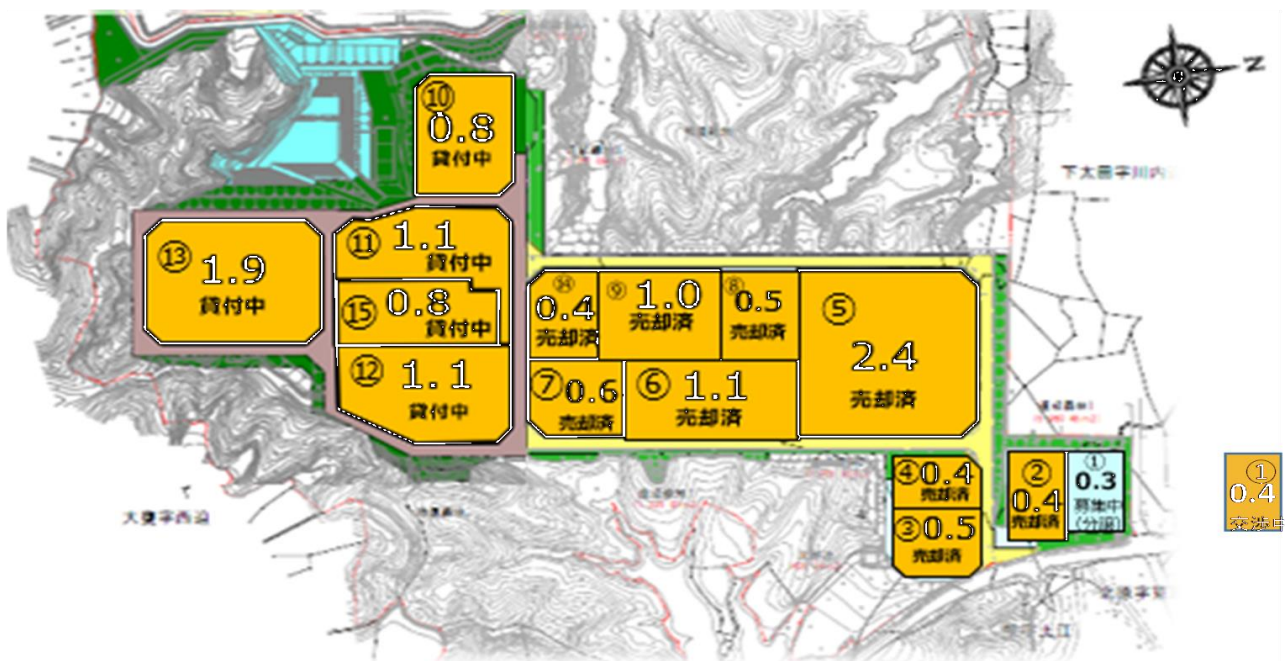 N
⑩
0.8
貸付中
下太田字川内
⑬
1.9
貸付中
⑪
1.1
貸付中
⑮
0.8
貸付中
⑫
1.1
貸付中
⑭
0.4
売却済
⑨
1.0
売却済
⑧
0.5
売却済
⑤
2.4
売却済
⑦
0.6
売却済
⑥
1.1
売却済
④
0.4
売却済
③
0.5
売却済
②
0.4
売却済
①
0.3
募集中
(分譲)
①
0.4
交渉中